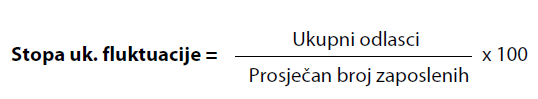 Ukupni odlasci
Stopa uk. fluktuacije = x 100
Prosječan broj zaposlenih